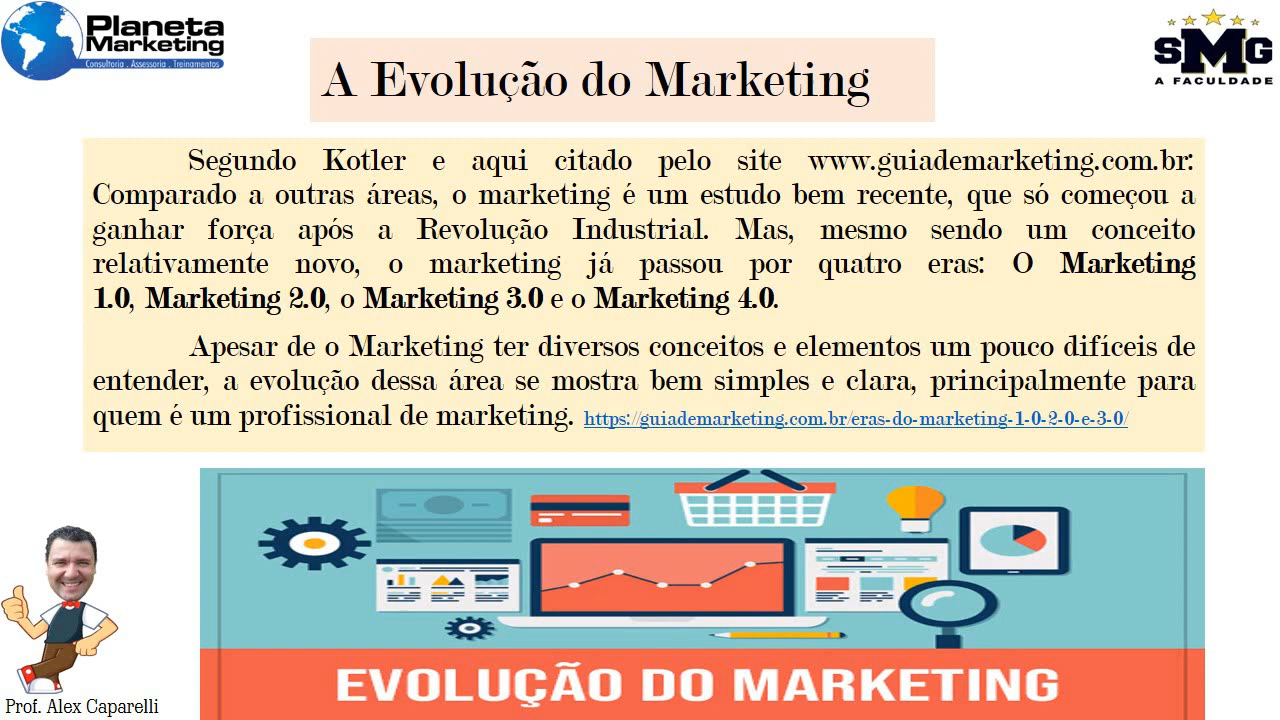 Planeta
Marketing
Consultoria . Assessoria . Treinamentos
SMG
A FACULDADE
A Evolução do Marketing
Segundo Kotler e aqui citado pelo site www.guiademarketing.com.br:
Comparado a outras áreas, o marketing é um estudo bem recente, que só começou a
ganhar força após a Revolução Industrial. Mas, mesmo sendo um conceito
relativamente novo, o marketing já passou por quatro eras: O Marketing
1.0, Marketing 2.0, o Marketing 3.0 e o Marketing 4.0.
Apesar de o Marketing ter diversos conceitos e elementos um pouco difíceis de
entender, a evolução dessa área se mostra bem simples e clara, principalmente para
quem é um profissional de marketing. https://guiademarketing.com.br/eras-do-marketing-1-0-2-0-e-3-0/
EVOLUÇÃO DO MARKETING
Prof. Alex Caparelli